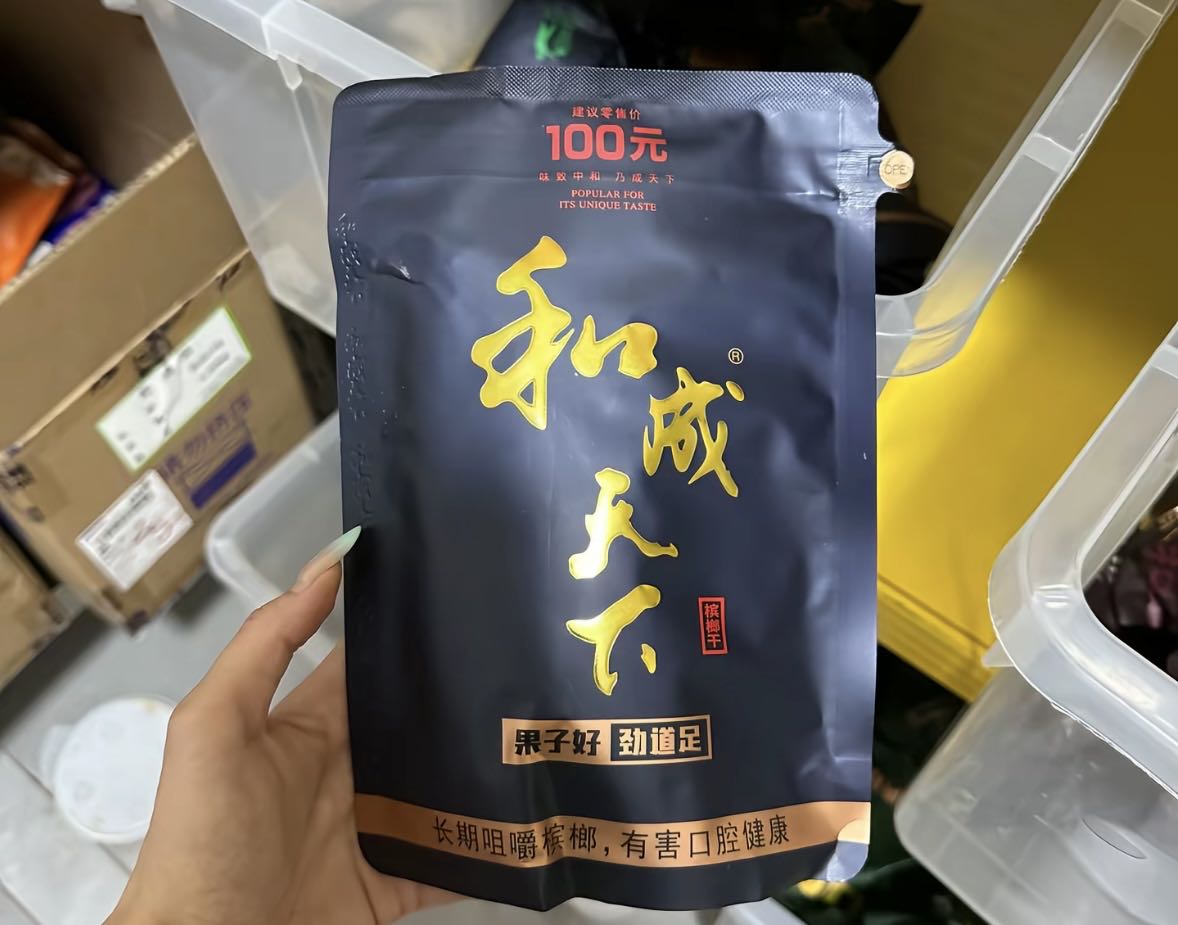 建议零售价
100元
味致中和 乃成天下
POPULAR FOR
ITS UNIQUE TASTE
OPE
和成天下
®
槟榔干
果子好 劲道足
长期咀嚼槟榔，有害口腔健康